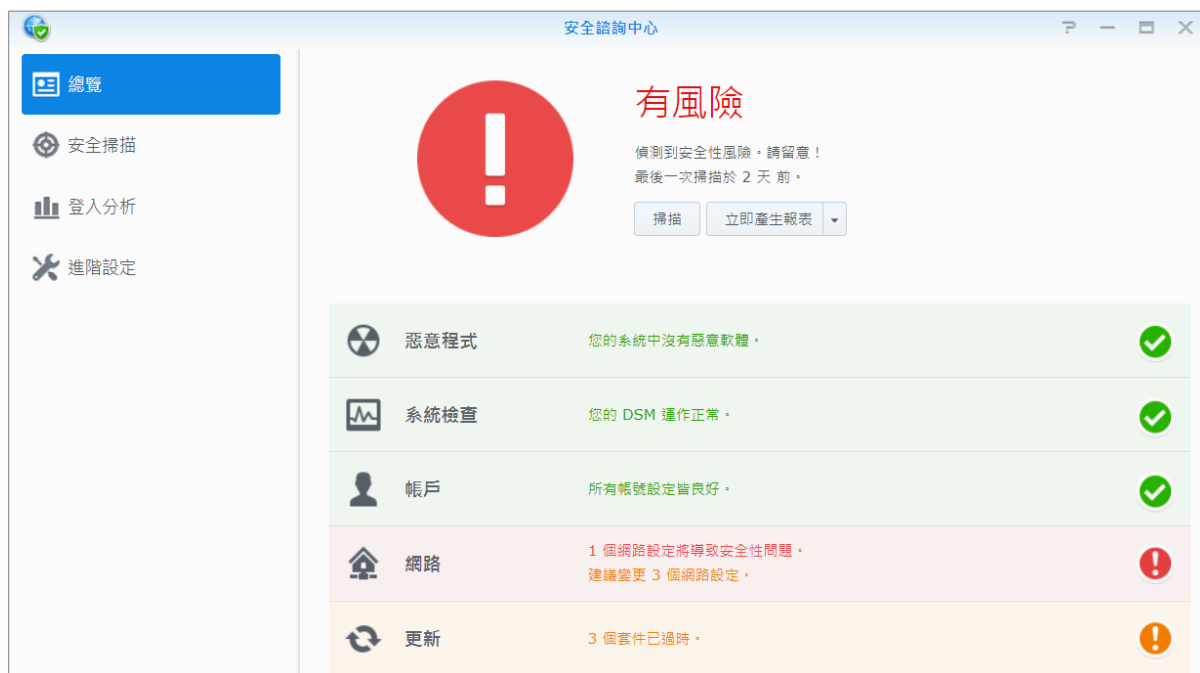 安全諮詢中心
總覽
安全掃描
登入分析
進階設定
有風險
偵測到安全性風險。請留意！
最後一次掃描於 2 天 前。
掃描
立即產生報表
惡意程式
您的系統中沒有惡意軟體。
系統檢查
您的 DSM 運作正常。
帳戶
所有帳號設定皆良好。
網路
1 個網路設定將導致安全性問題。
建議變更 3 個網路設定。
更新
3 個套件已過時。